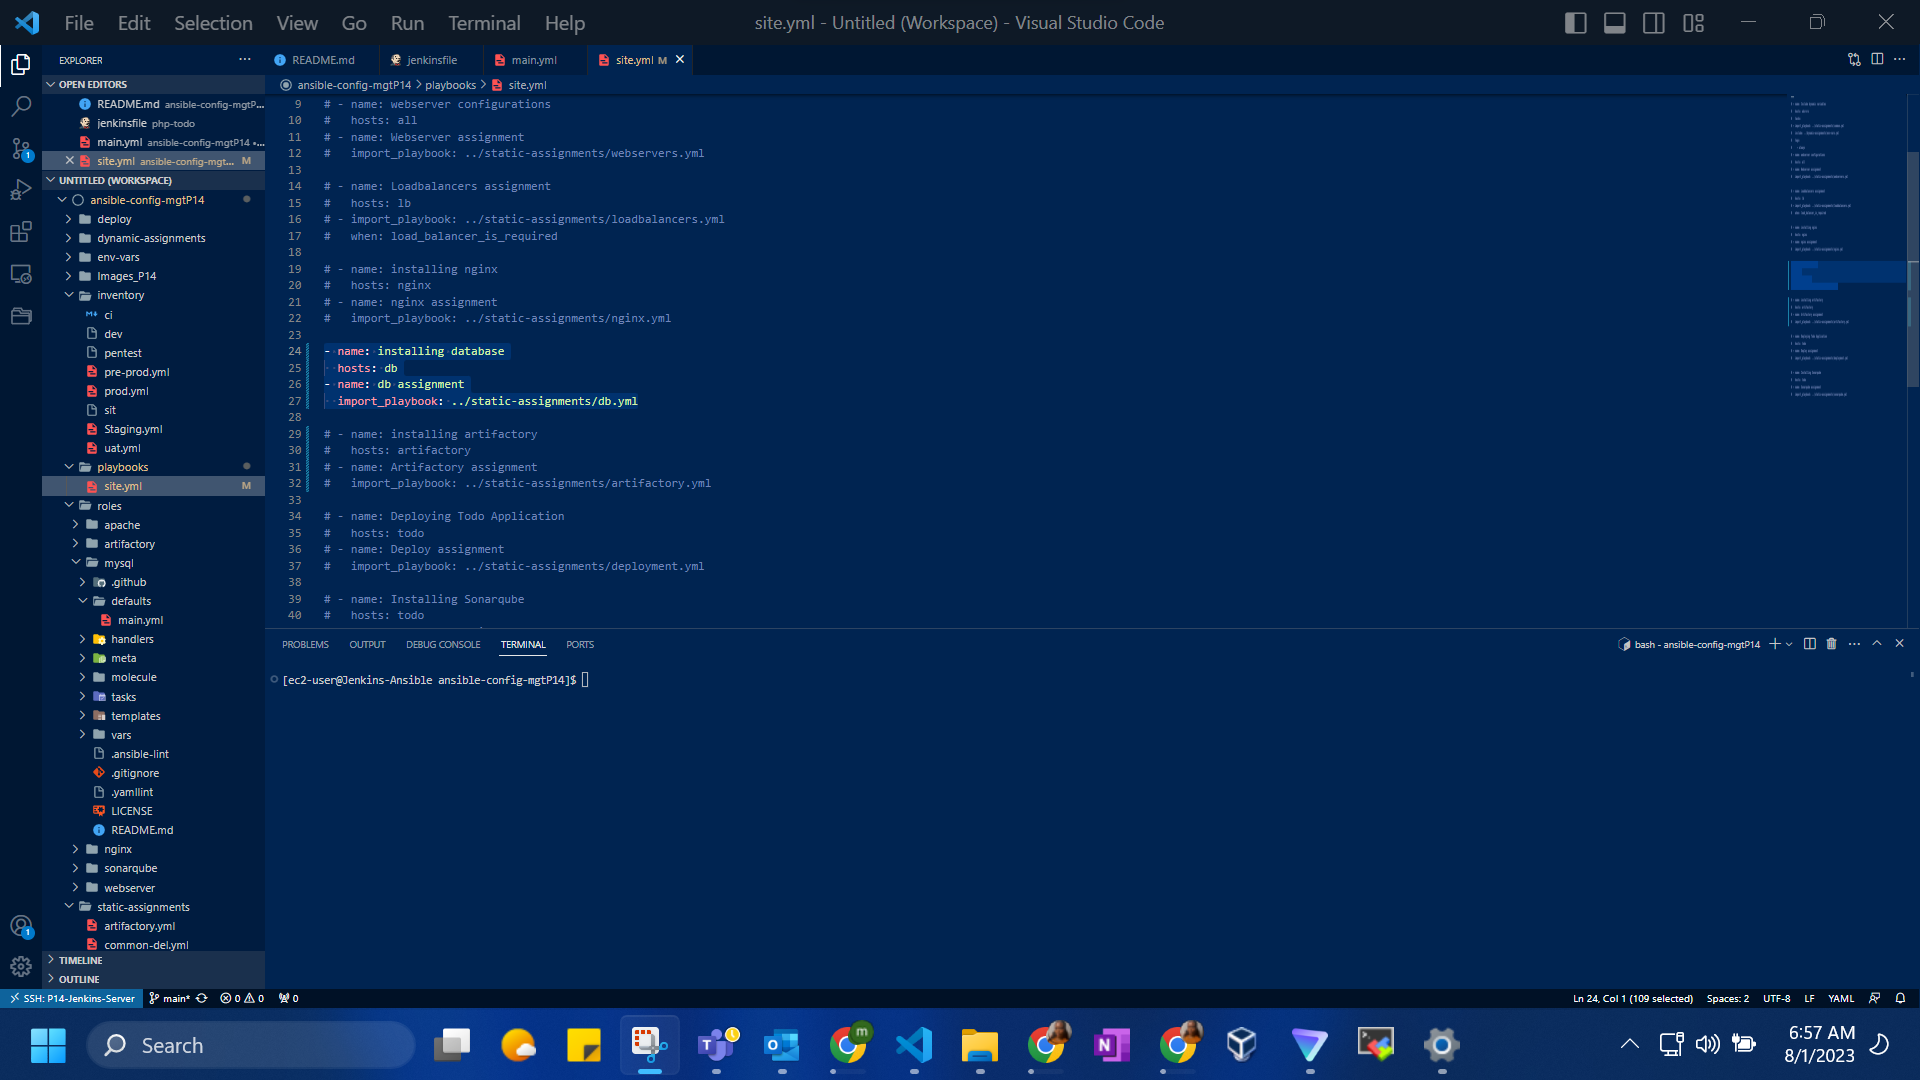 File Edit Selection View Go Run Terminal Help
site.yml - Untitled (Workspace) - Visual Studio Code
EXPLORER
OPEN EDITORS
README.md ansible-config-mgtP...
jenkinsfile php-todo
main.yml ansible-config-mgtP14 •...
site.yml ansible-config-mgt... M
UNTITLED (WORKSPACE)
ansible-config-mgtP14
deploy
dynamic-assignments
env-vars
Images_P14
inventory
ci
dev
pentest
pre-prod.yml
prod.yml
sit
Staging.yml
uat.yml
playbooks
site.yml M
roles
apache
artifactory
mysql
.github
defaults
main.yml
handlers
meta
molecule
tasks
templates
vars
.ansible-lint
.gitignore
.yamllint
LICENSE
README.md
nginx
sonarqube
webserver
static-assignments
artifactory.yml
common-del.yml
TIMELINE
OUTLINE
README.md jenkinsfile main.yml site.yml M
ansible-config-mgtP14 > playbooks > site.yml
9 # - name: webserver configurations
10 #   hosts: all
11 # - name: Webserver assignment
12 #   import_playbook: ../static-assignments/webservers.yml
13
14 # - name: Loadbalancers assignment
15 #   hosts: lb
16 # - import_playbook: ../static-assignments/loadbalancers.yml
17 #   when: load_balancer_is_required
18
19 # - name: installing nginx
20 #   hosts: nginx
21 # - name: nginx assignment
22 #   import_playbook: ../static-assignments/nginx.yml
23
24 - name: installing database
25   hosts: db
26 - name: db assignment
27   import_playbook: ../static-assignments/db.yml
28
29 # - name: installing artifactory
30 #   hosts: artifactory
31 # - name: Artifactory assignment
32 #   import_playbook: ../static-assignments/artifactory.yml
33
34 # - name: Deploying Todo Application
35 #   hosts: todo
36 # - name: Deploy assignment
37 #   import_playbook: ../static-assignments/deployment.yml
38
39 # - name: Installing Sonarqube
40 #   hosts: todo
PROBLEMS OUTPUT DEBUG CONSOLE TERMINAL PORTS
bash - ansible-config-mgtP14
[ec2-user@Jenkins-Ansible ansible-config-mgtP14]$
SSH: P14-Jenkins-Server main* 0 0 0
Ln 24, Col 1 (109 selected) Spaces: 2 UTF-8 LF YAML
Search
6:57 AM
8/1/2023